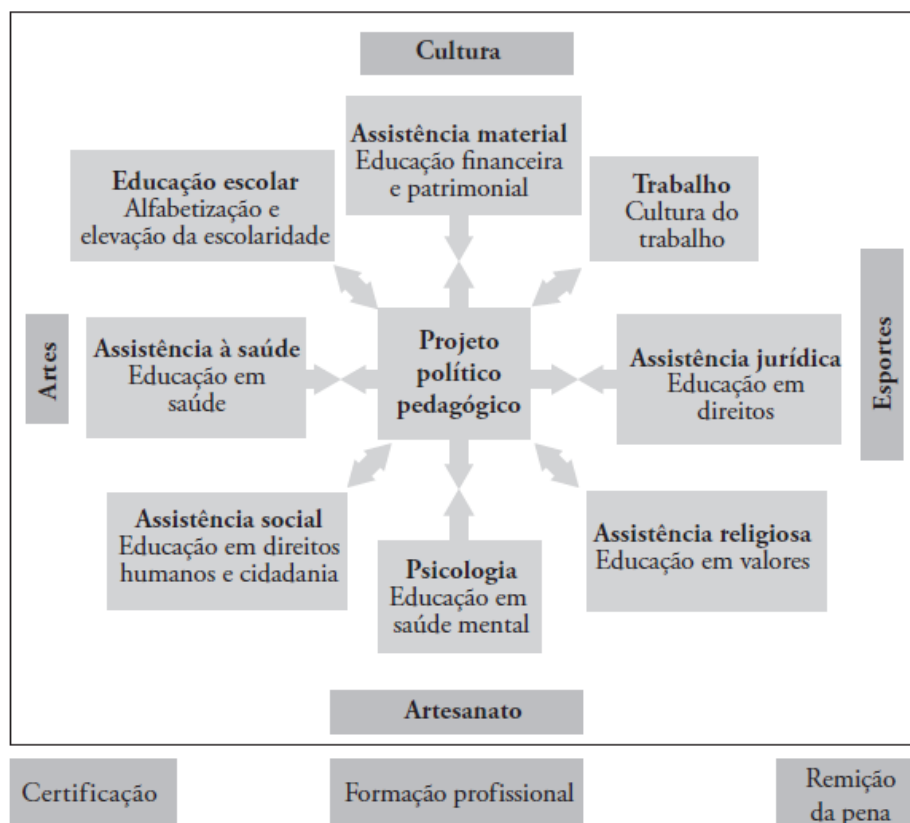 Cultura
Assistência material
Educação financeira
e patrimonial
Educação escolar
Alfabetização e
elevação da escolaridade
Trabalho
Cultura do
trabalho
Artes
Assistência à saúde
Educação em
saúde
Projeto
político
pedagógico
Assistência jurídica
Educação em
direitos
Esportes
Assistência social
Educação em direitos
humanos e cidadania
Psicologia
Educação em
saúde mental
Assistência religiosa
Educação em valores
Artesanato
Certificação
Formação profissional
Remição
da pena